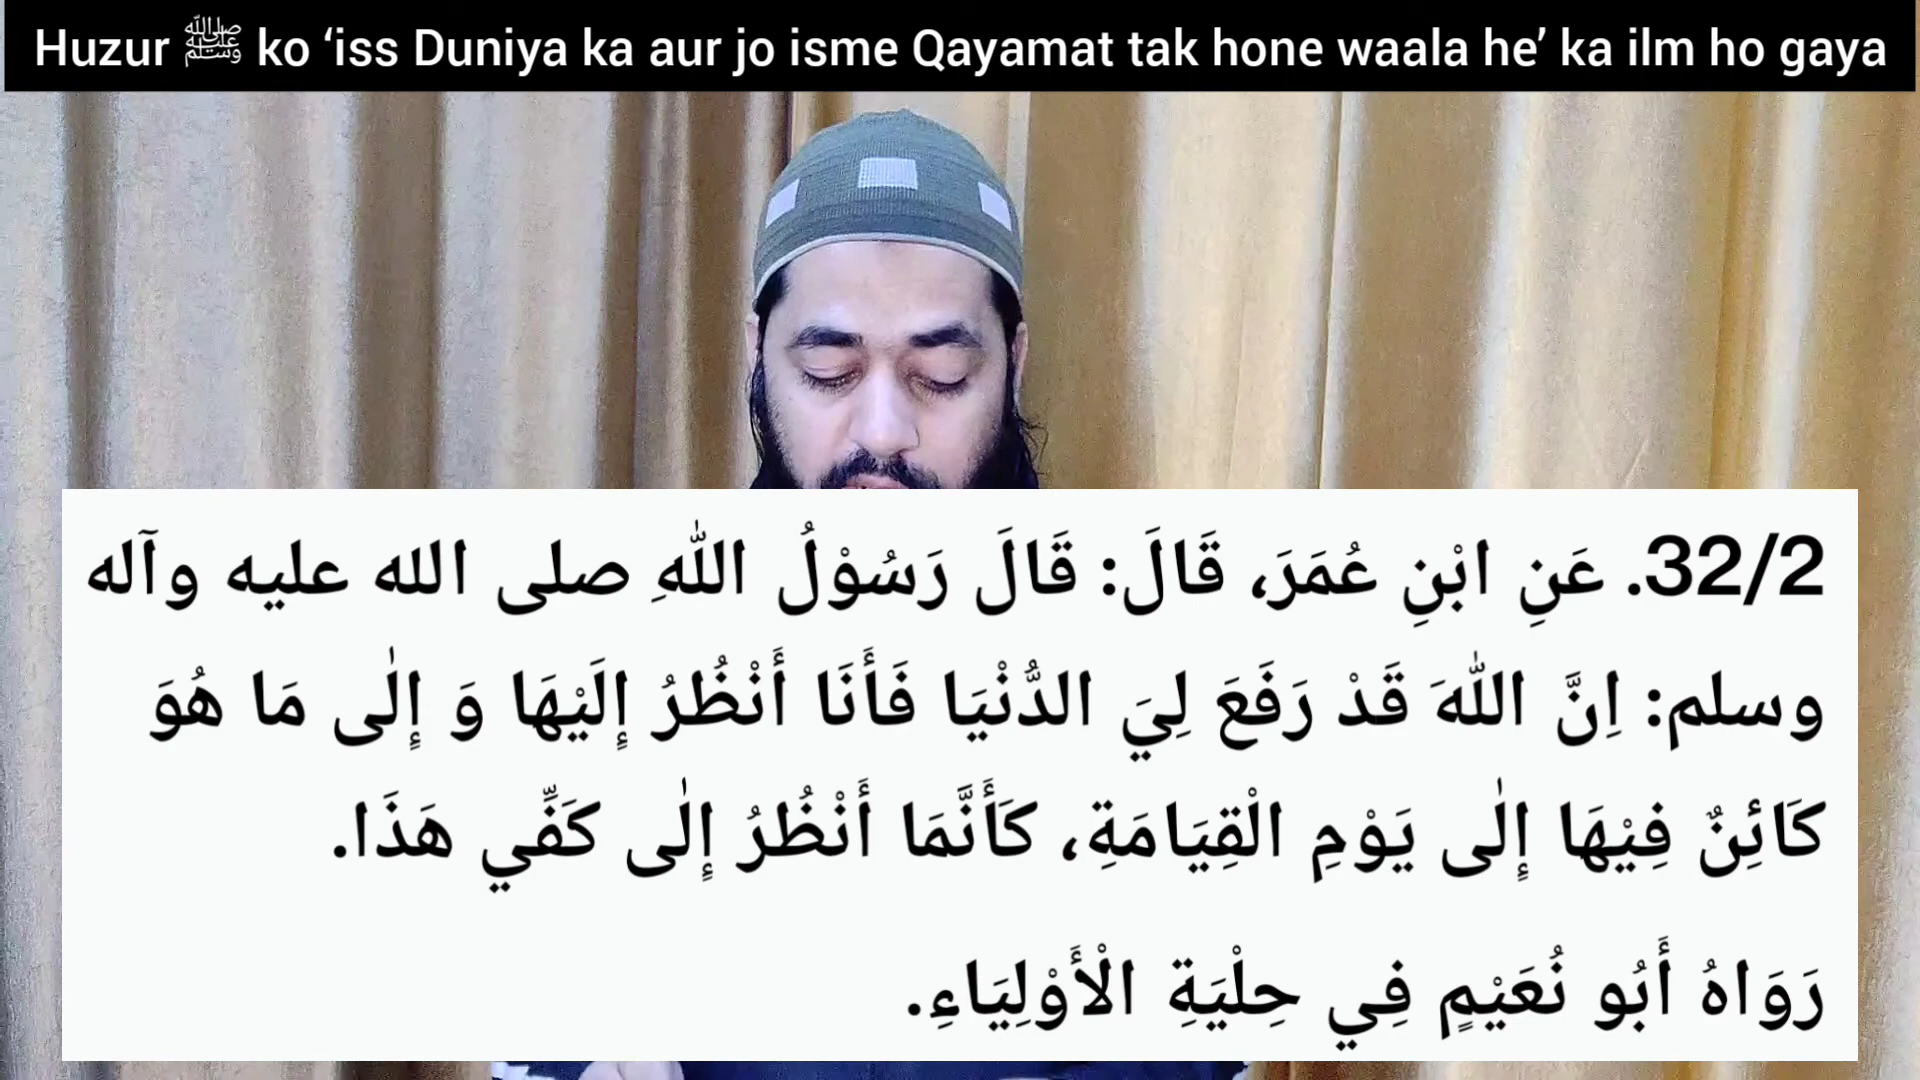 Huzur ﷺ ko ‘iss Duniya ka aur jo isme Qayamat tak hone waala he’ ka ilm ho gaya
32/2. عَنِ ابْنِ عُمَرَ، قَالَ: قَالَ رَسُوْلُ اللهِ صلى الله عليه وآله
وسلم: اِنَّ اللهَ قَدْ رَفَعَ لِيَ الدُّنْيَا فَأَنَا أَنْظُرُ إِلَيْهَا وَ إِلٰى مَا هُوَ
كَائِنٌ فِيْهَا إِلٰى يَوْمِ الْقِيَامَةِ، كَأَنَّمَا أَنْظُرُ إِلٰى كَفِّي هَذَا.
رَوَاهُ أَبُو نُعَيْمٍ فِي حِلْيَةِ الْأَوْلِيَاءِ.